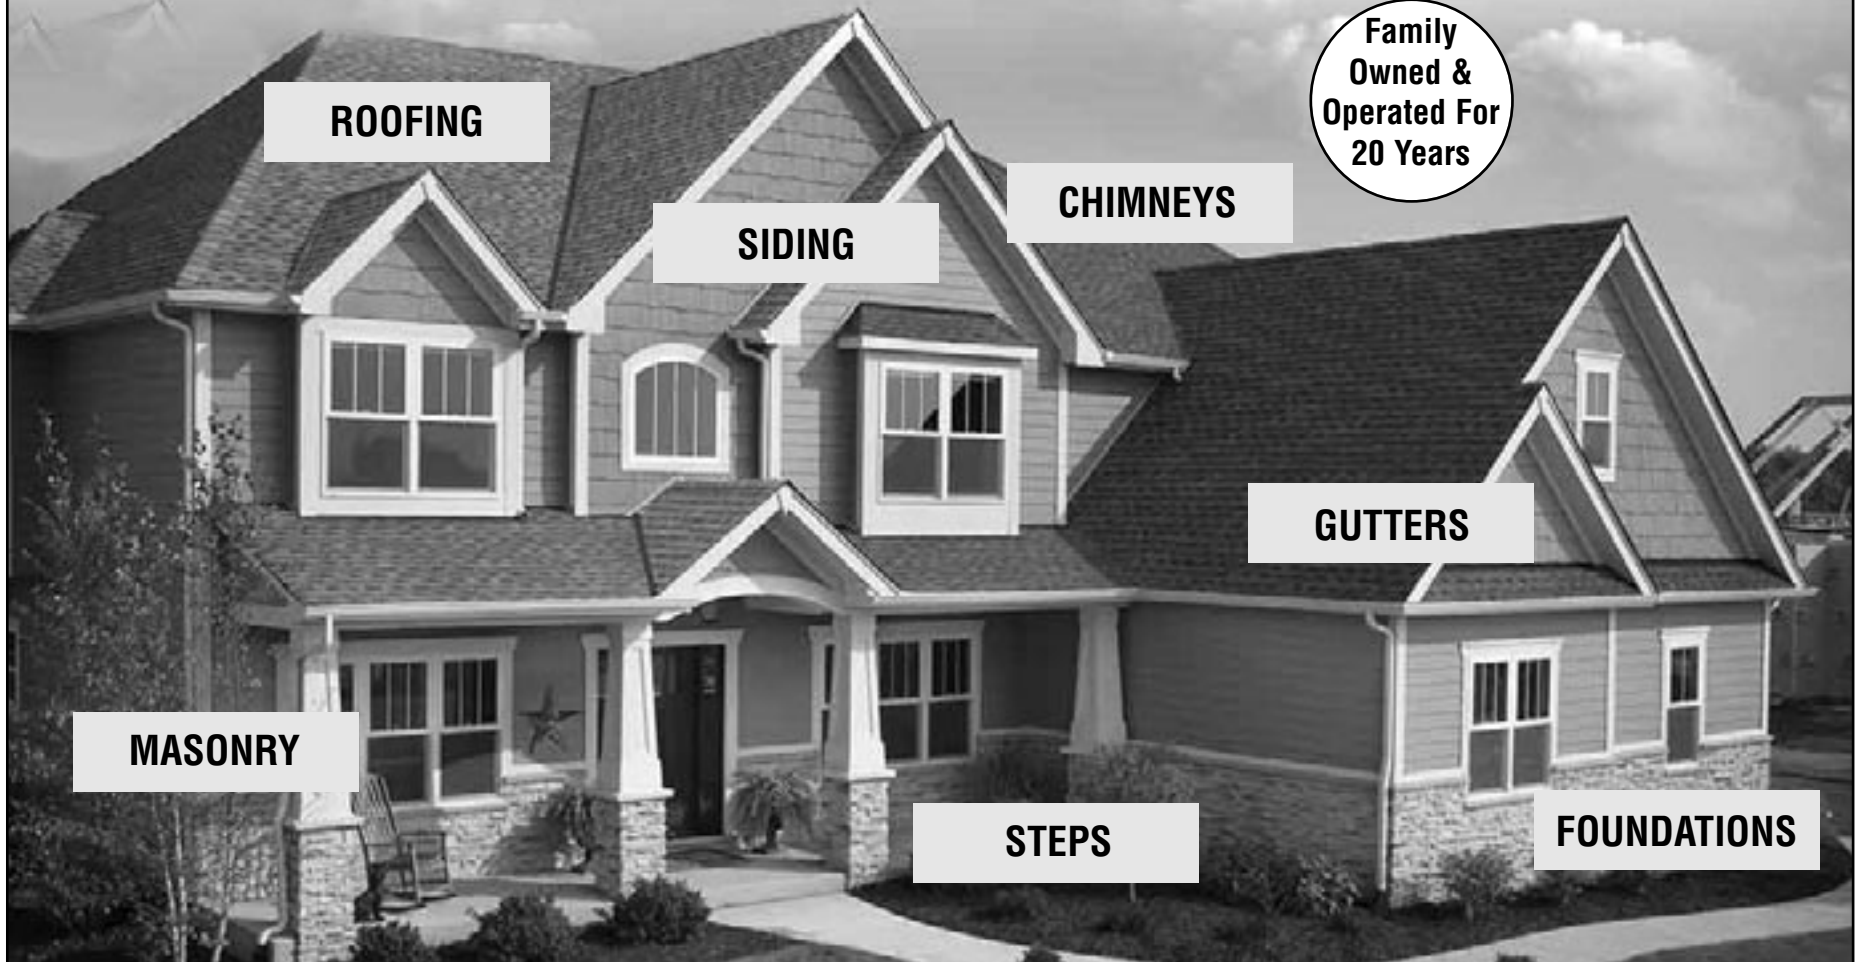 Family
Owned &
Operated For
20 Years
ROOFING
CHIMNEYS
SIDING
GUTTERS
MASONRY
STEPS
FOUNDATIONS